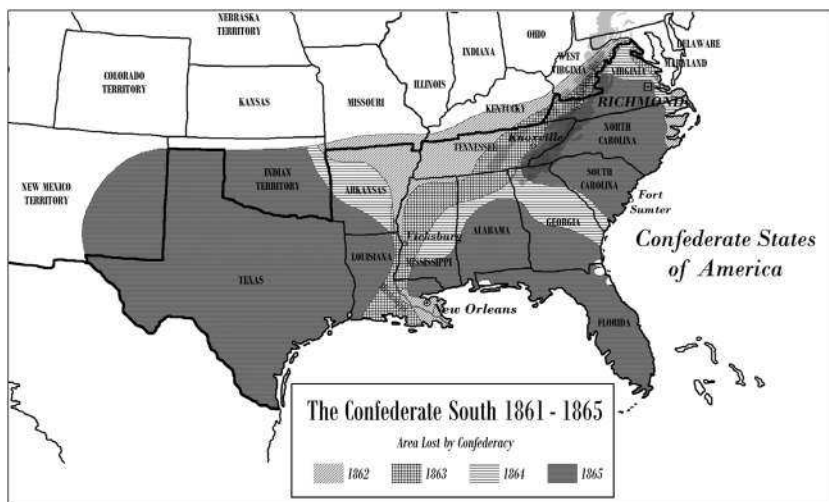 NEBRASKA
TERRITORY
COLORADO
TERRITORY
KANSAS
MISSOURI
ILLINOIS
INDIANA
OHIO
WEST
VIRGINIA
DELAWARE
MARYLAND
VIRGINIA
RICHMOND
KENTUCKY
Knoxville
TENNESSEE
NORTH
CAROLINA
NEW MEXICO
TERRITORY
INDIAN
TERRITORY
ARKANSAS
SOUTH
CAROLINA
Fort
Sumter
GEORGIA
ALABAMA
Vicksburg
MISSISSIPPI
LOUISIANA
TEXAS
New Orleans
FLORIDA
Confederate States
of America
The Confederate South 1861 - 1865
Area Lost by Confederacy
1862 1863 1864 1865